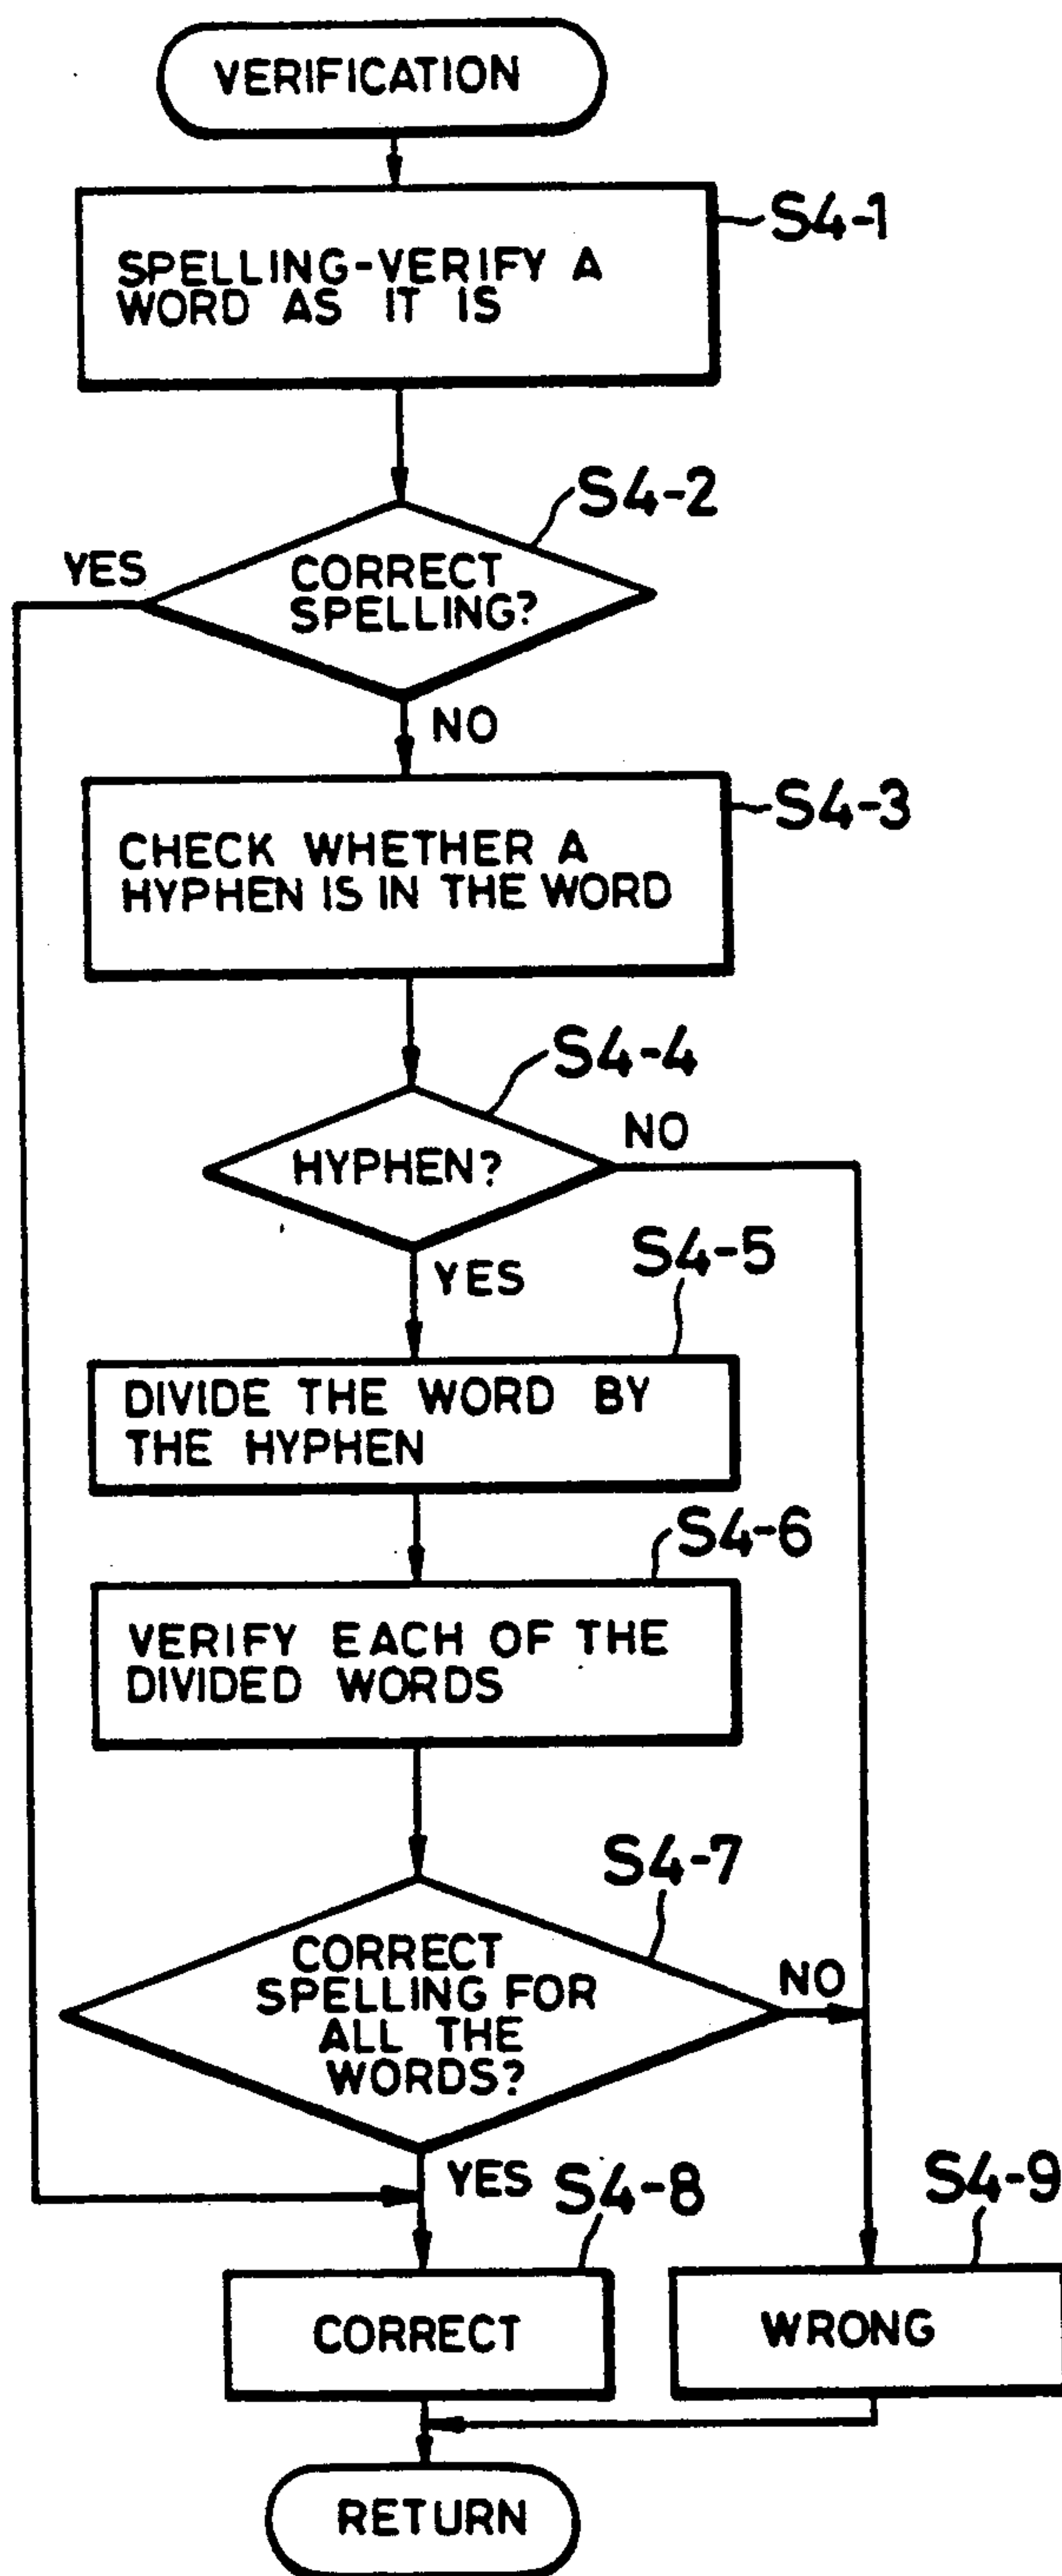 VERIFICATION
S4-1
SPELLING-VERIFY A
WORD AS IT IS
S4-2
YES
CORRECT
SPELLING?
NO
S4-3
CHECK WHETHER A
HYPHEN IS IN THE WORD
S4-4
NO
HYPHEN?
YES
S4-5
DIVIDE THE WORD BY
THE HYPHEN
S4-6
VERIFY EACH OF THE
DIVIDED WORDS
S4-7
CORRECT
SPELLING FOR
ALL THE
WORDS?
NO
YES
S4-8
S4-9
CORRECT
WRONG
RETURN